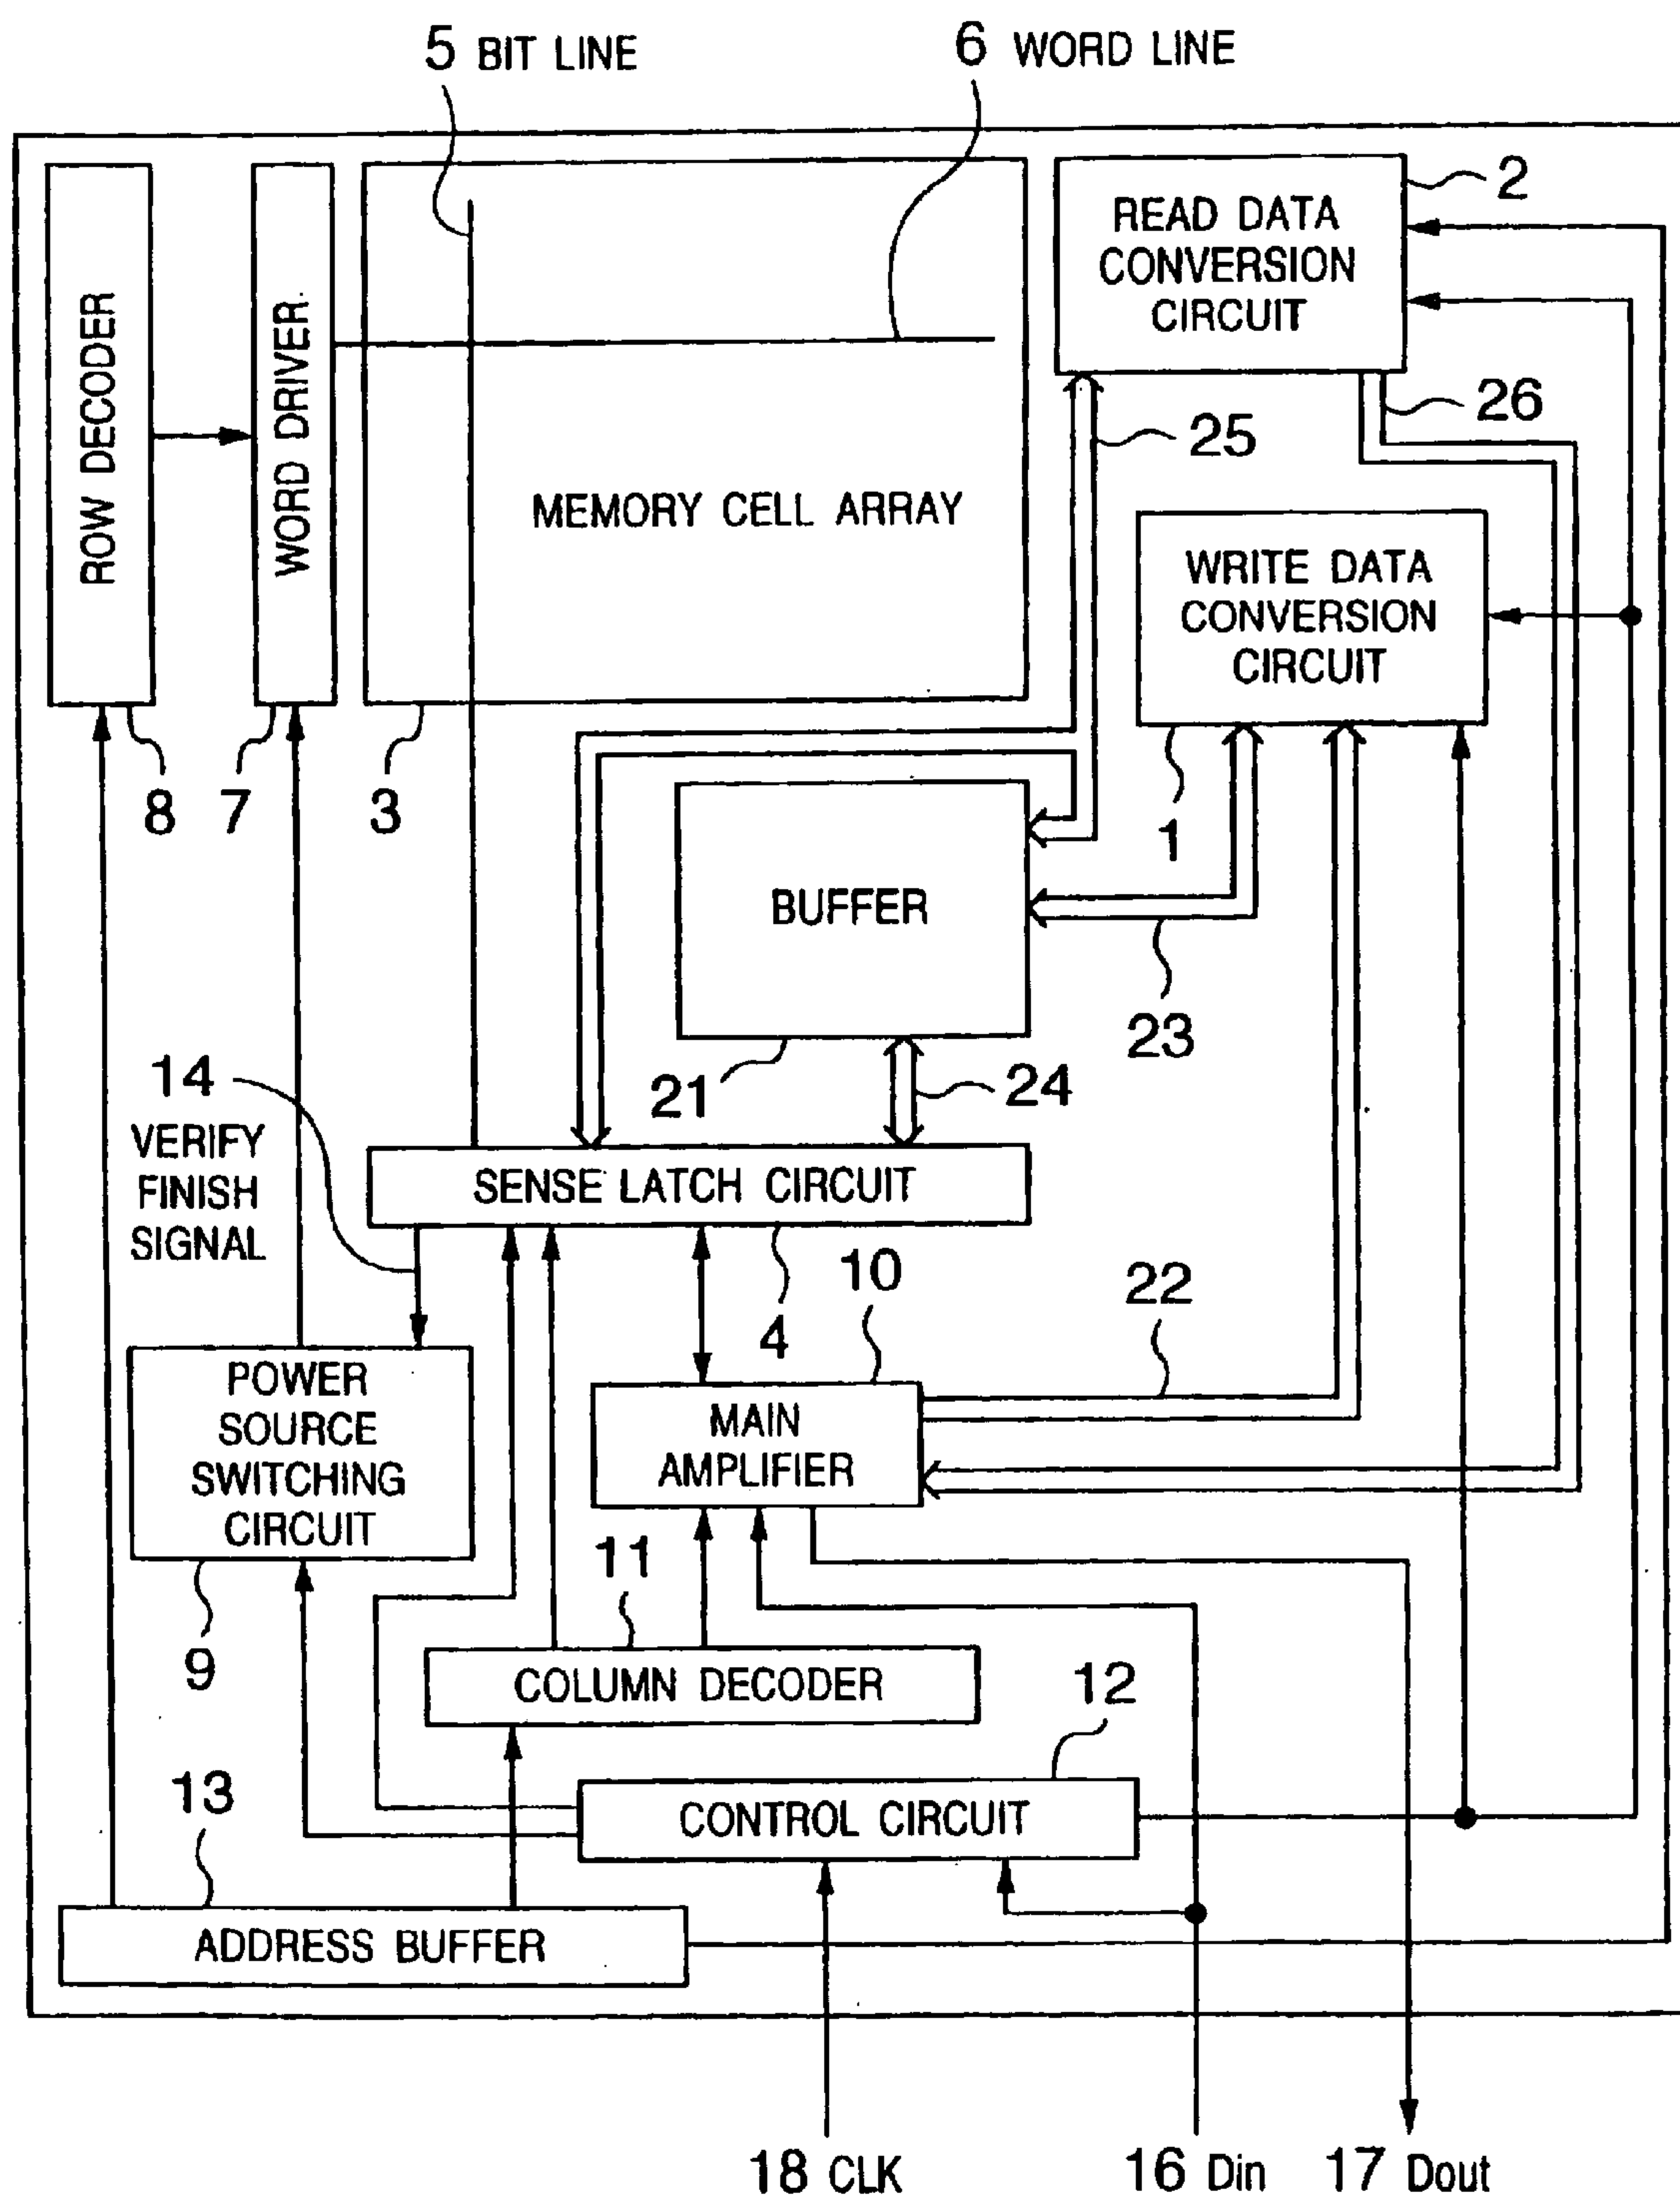 5 BIT LINE
6 WORD LINE
2
READ DATA
CONVERSION
CIRCUIT
ROW DECODER
WORD DRIVER
26
25
MEMORY CELL ARRAY
WRITE DATA
CONVERSION
CIRCUIT
8
7
3
1
BUFFER
23
14
21
24
VERIFY
FINISH
SIGNAL
SENSE LATCH CIRCUIT
10
22
4
POWER
SOURCE
SWITCHING
CIRCUIT
MAIN
AMPLIFIER
11
9
COLUMN DECODER
12
13
CONTROL CIRCUIT
ADDRESS BUFFER
18 CLK
16 Din
17 Dout